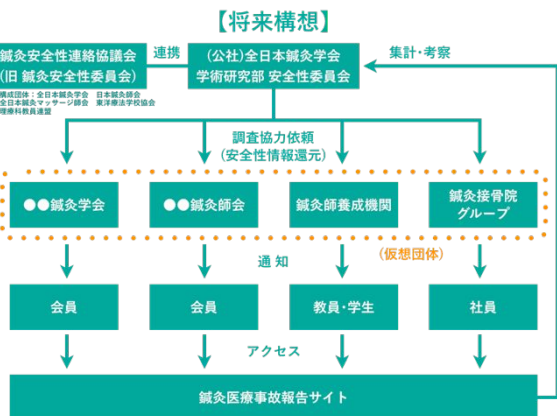 【将来構想】
鍼灸安全性連絡協議会
(旧 鍼灸安全性委員会)
連携
(公社)全日本鍼灸学会
学術研究部 安全性委員会
集計・考察
構成団体：全日本鍼灸学会　日本鍼灸師会
全日本鍼灸マッサージ師会　東洋療法学校協会
理療科教員連盟
調査協力依頼
(安全性情報還元)
●●鍼灸学会
●●鍼灸師会
鍼灸師養成機関
鍼灸接骨院
グループ
(仮想団体)
通 知
会員
会員
教員・学生
社員
アクセス
鍼灸医療事故報告サイト